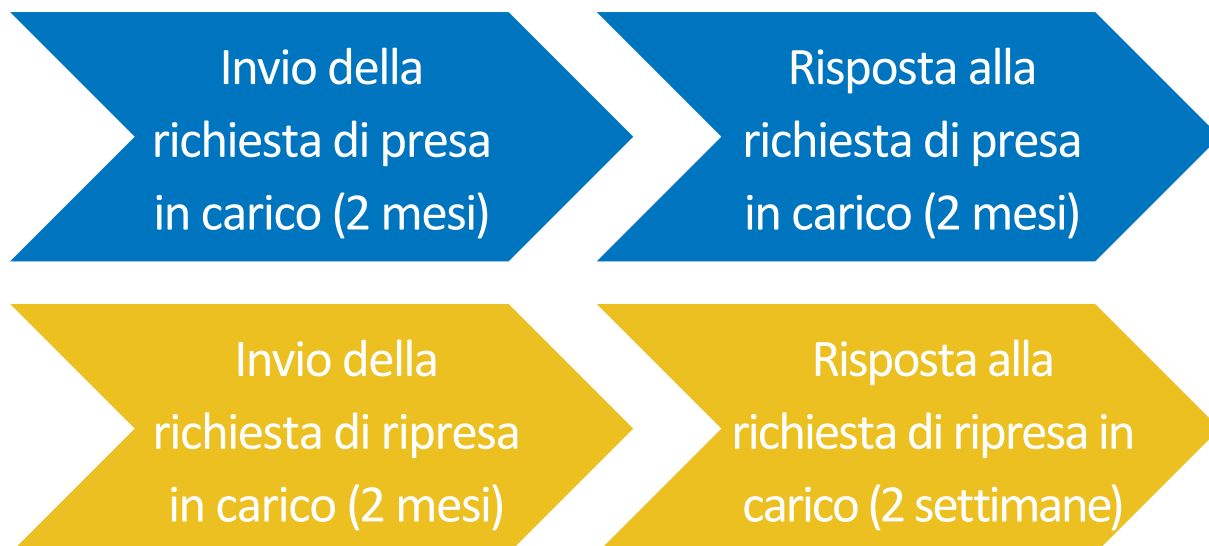 Invio della
richiesta di presa
in carico (2 mesi)
Risposta alla
richiesta di presa
in carico (2 mesi)
Invio della
richiesta di ripresa
in carico (2 mesi)
Risposta alla
richiesta di ripresa in
carico (2 settimane)